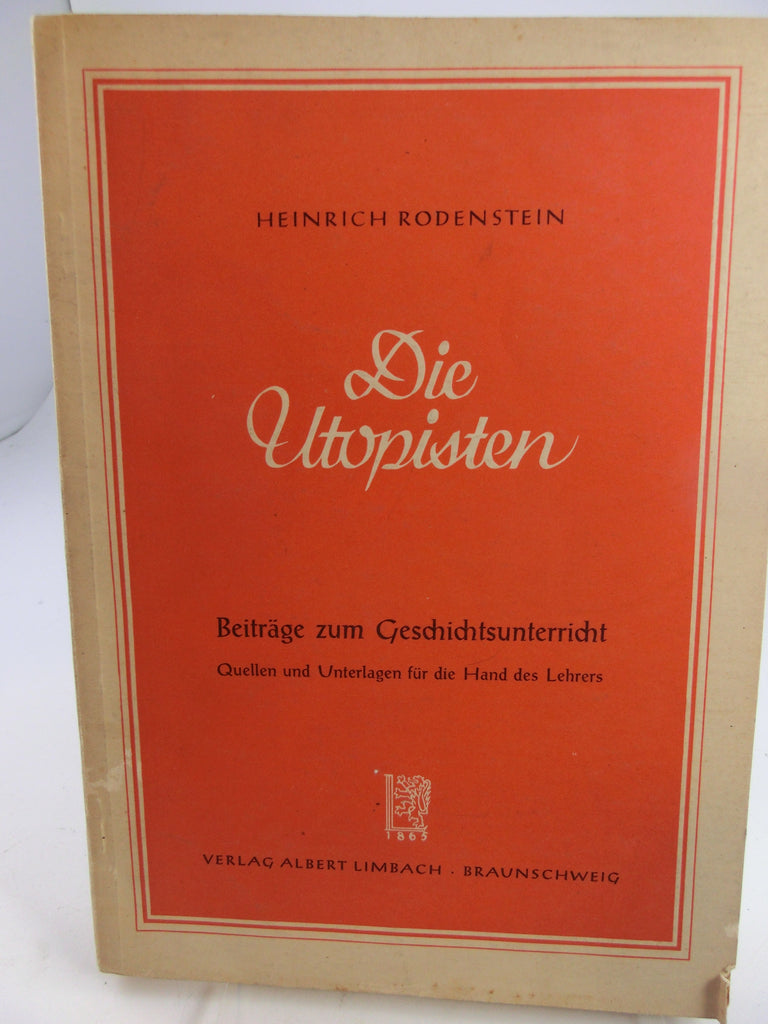 HEINRICH RODENSTEIN
Die
Utopisten
Beiträge zum Geschichtsunterricht
Quellen und Unterlagen für die Hand des Lehrers
1865
VERLAG ALBERT LIMBACH · BRAUNSCHWEIG